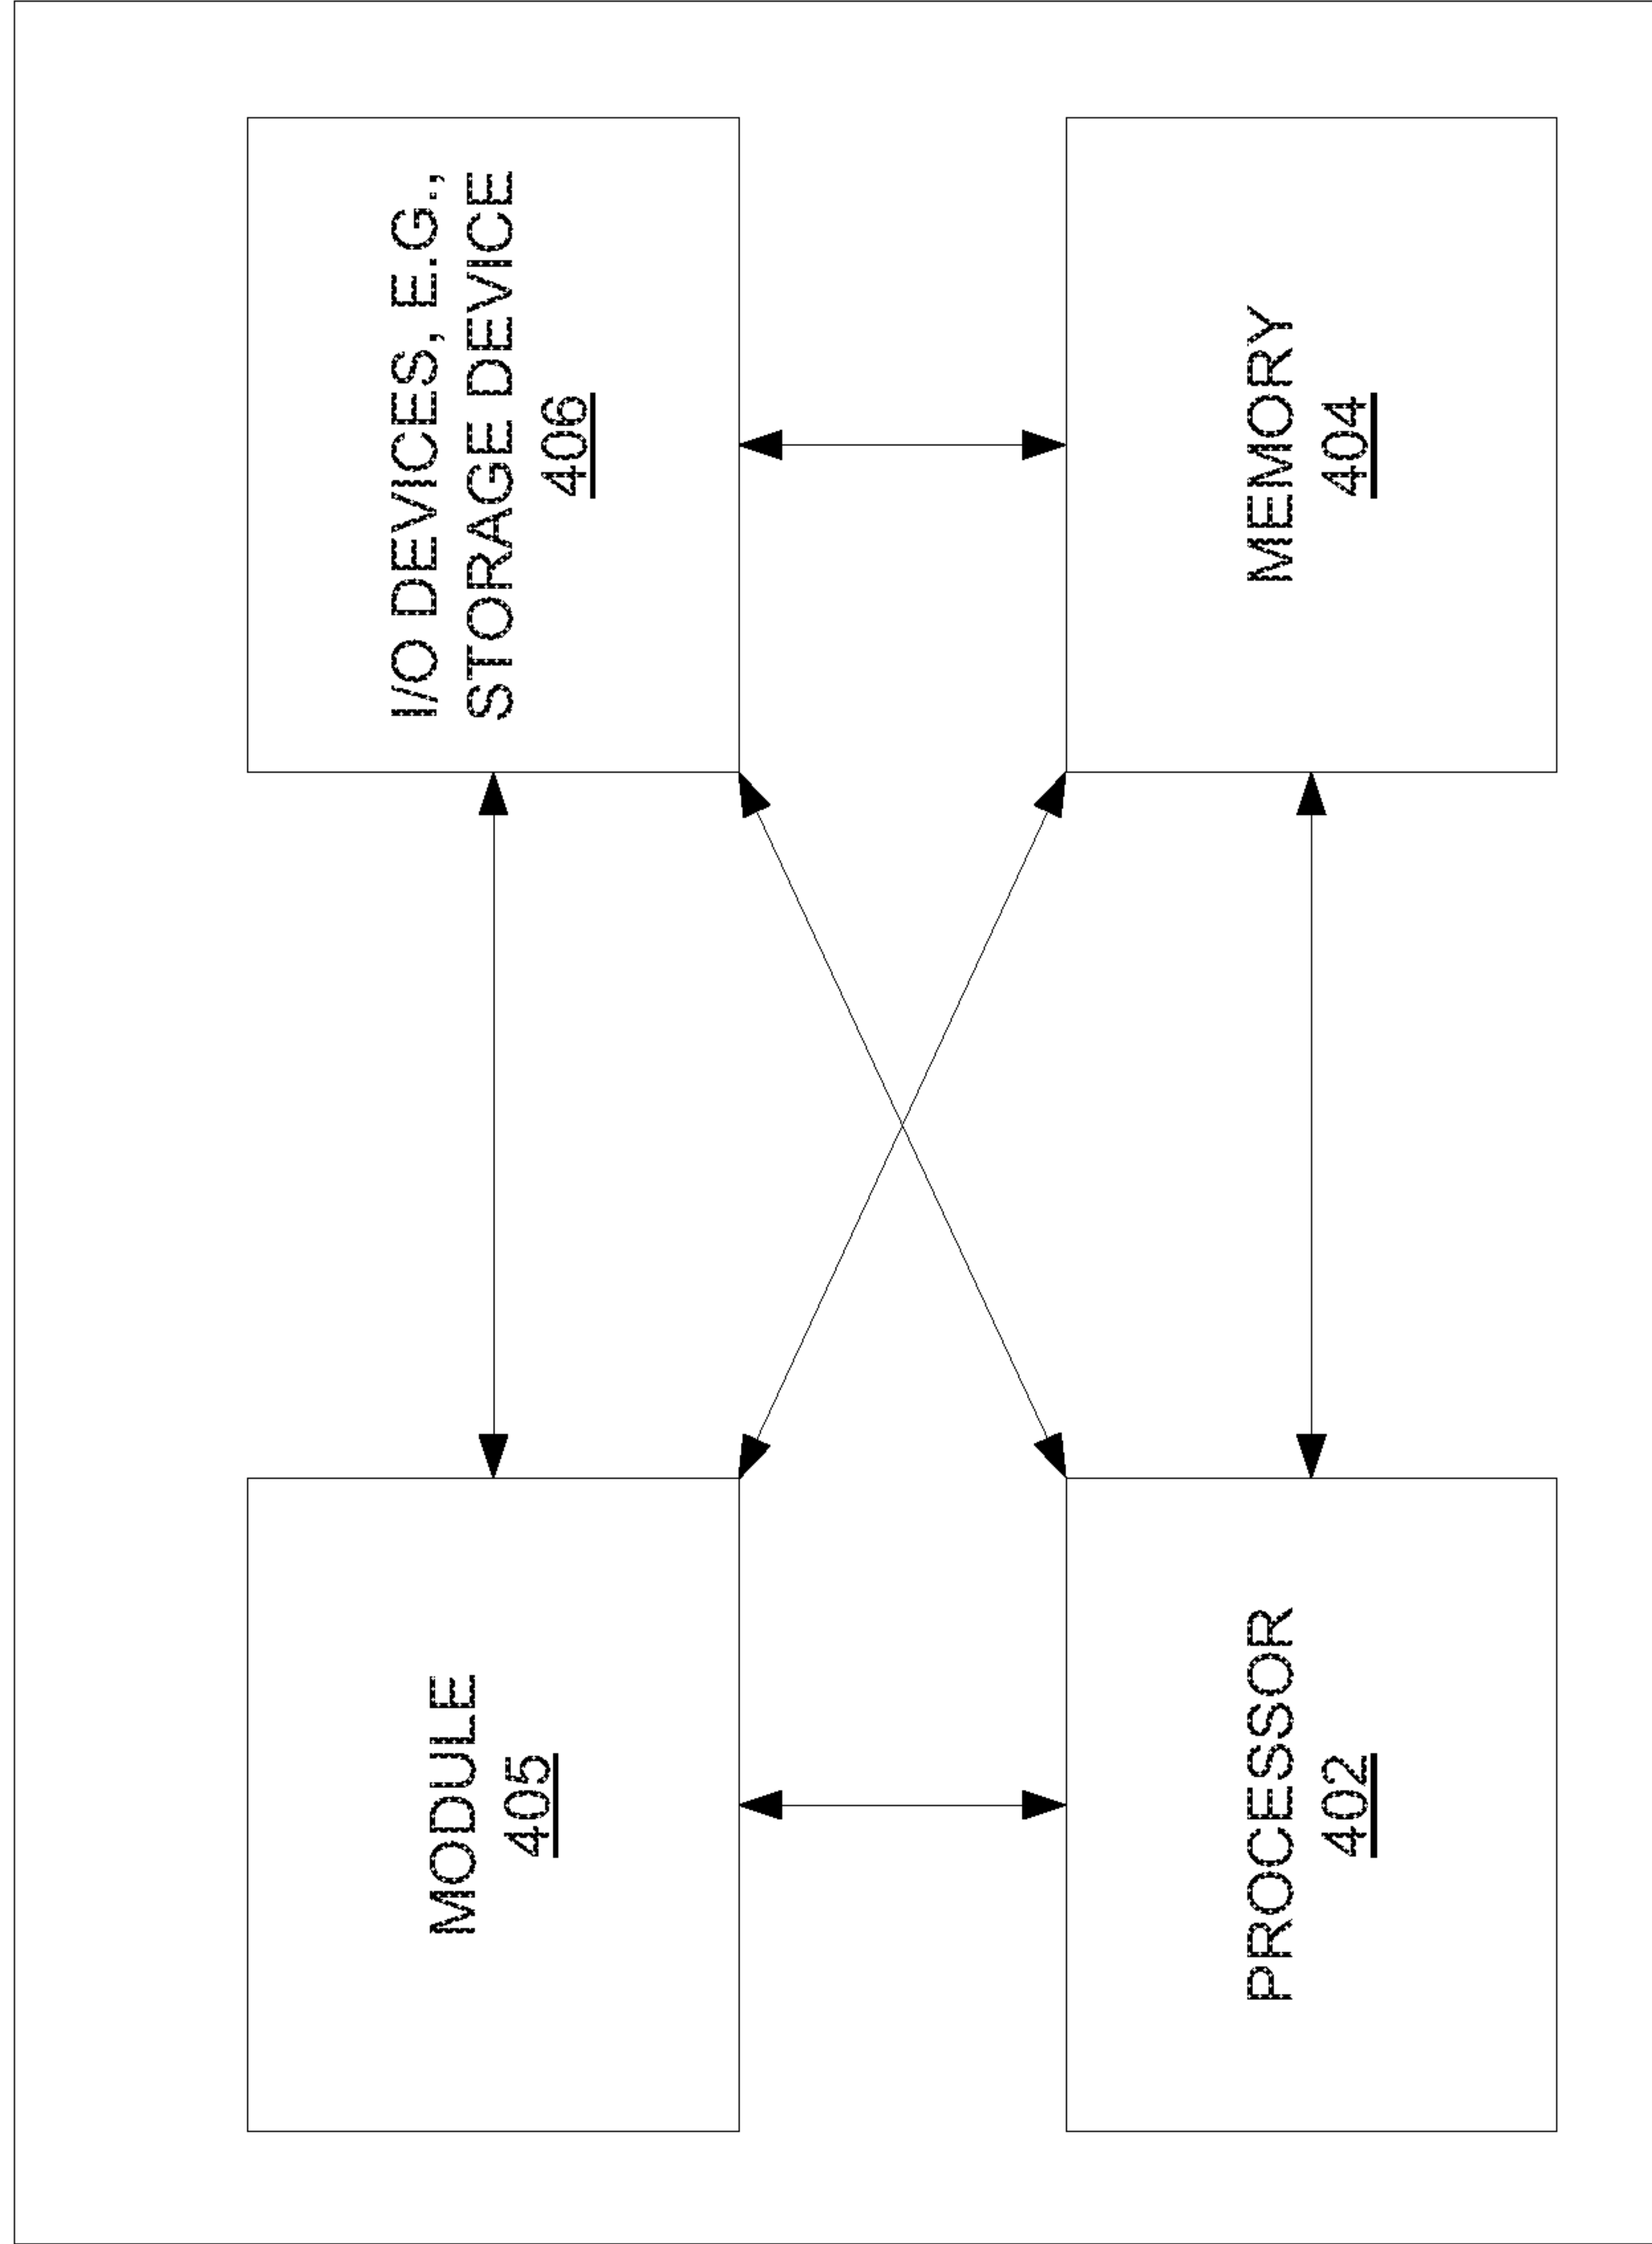 MODULE
405
I/O DEVICES, E.G.,
STORAGE DEVICE
406
PROCESSOR
402
MEMORY
404